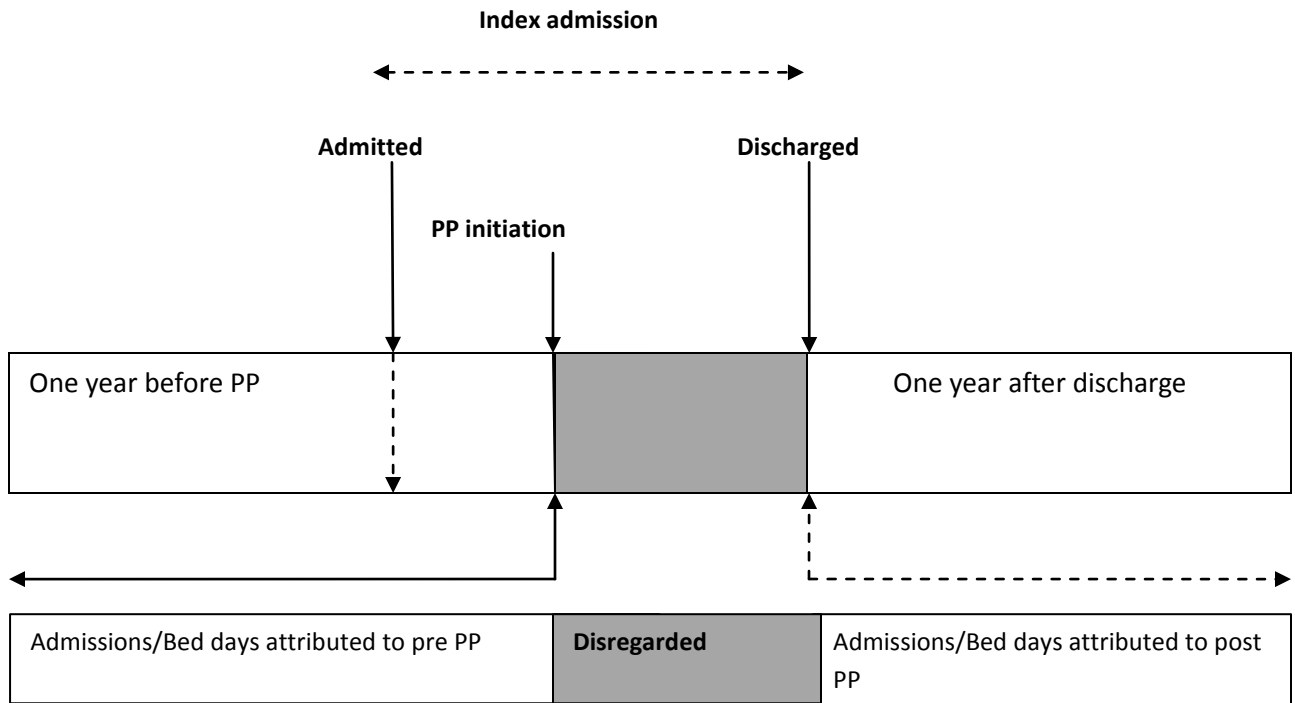 Index admission
Admitted
Discharged
PP initiation
One year before PP
One year after discharge
Admissions/Bed days attributed to pre PP
Disregarded
Admissions/Bed days attributed to post
PP